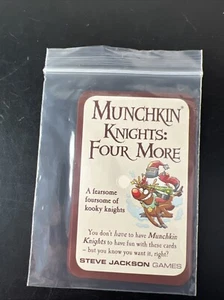 MUNCHKIN®
KNIGHTS:
FOUR MORE
A fearsome
foursome of
kooky knights
You don't have to have Munchkin
Knights to have fun with these cards
– but you know you want it, right?
STEVE JACKSON GAMES